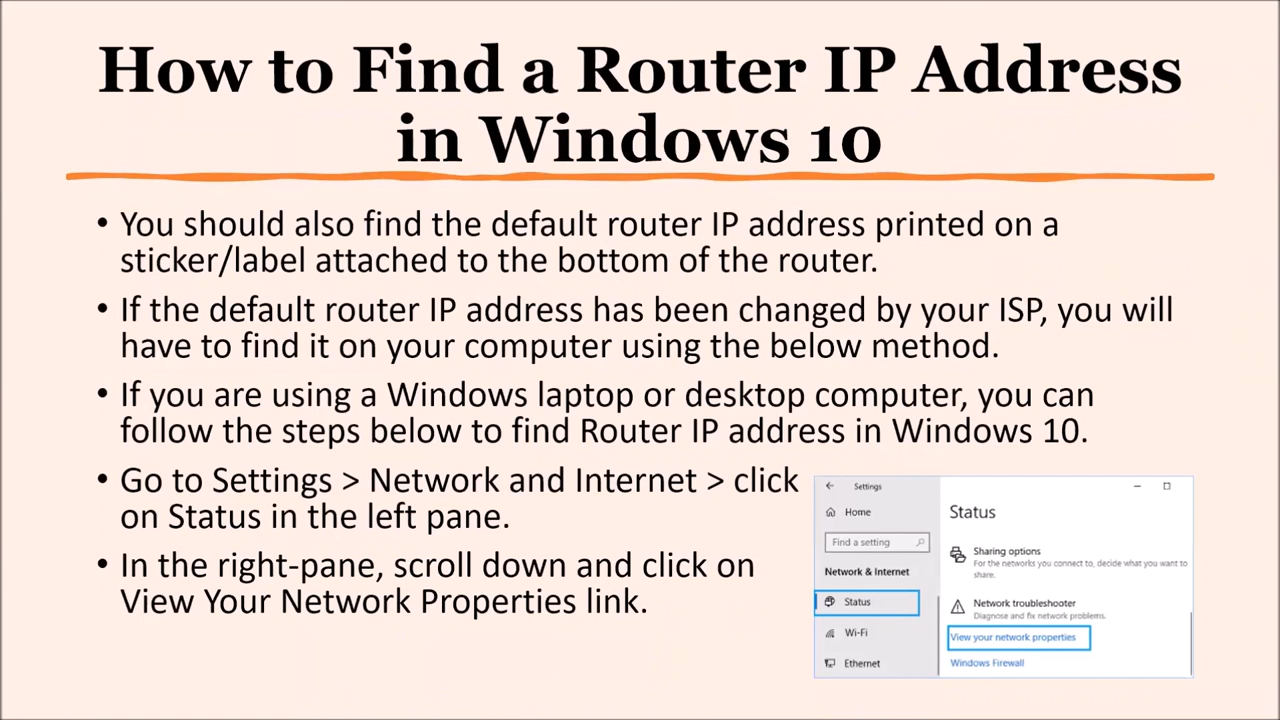 How to Find a Router IP Address
in Windows 10
• You should also find the default router IP address printed on a
sticker/label attached to the bottom of the router.
• If the default router IP address has been changed by your ISP, you will
have to find it on your computer using the below method.
• If you are using a Windows laptop or desktop computer, you can
follow the steps below to find Router IP address in Windows 10.
• Go to Settings > Network and Internet > click
on Status in the left pane.
• In the right-pane, scroll down and click on
View Your Network Properties link.
Settings
Home
Find a setting
Network & Internet
Status
Wi-Fi
Ethernet
Status
Sharing options
For the networks you connect to, decide what you want to
share.
Network troubleshooter
Diagnose and fix network problems.
View your network properties
Windows Firewall